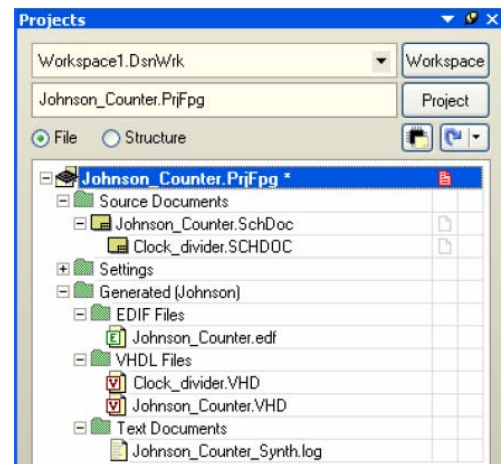 Projects
Workspace1.DsnWrk
Workspace
Johnson_Counter.PrjFpg
Project
File
Structure
Johnson_Counter.PrjFpg *
Source Documents
Johnson_Counter.SchDoc
Clock_divider.SCHDOC
Settings
Generated (Johnson)
EDIF Files
Johnson_Counter.edf
VHDL Files
Clock_divider.VHD
Johnson_Counter.VHD
Text Documents
Johnson_Counter_Synth.log